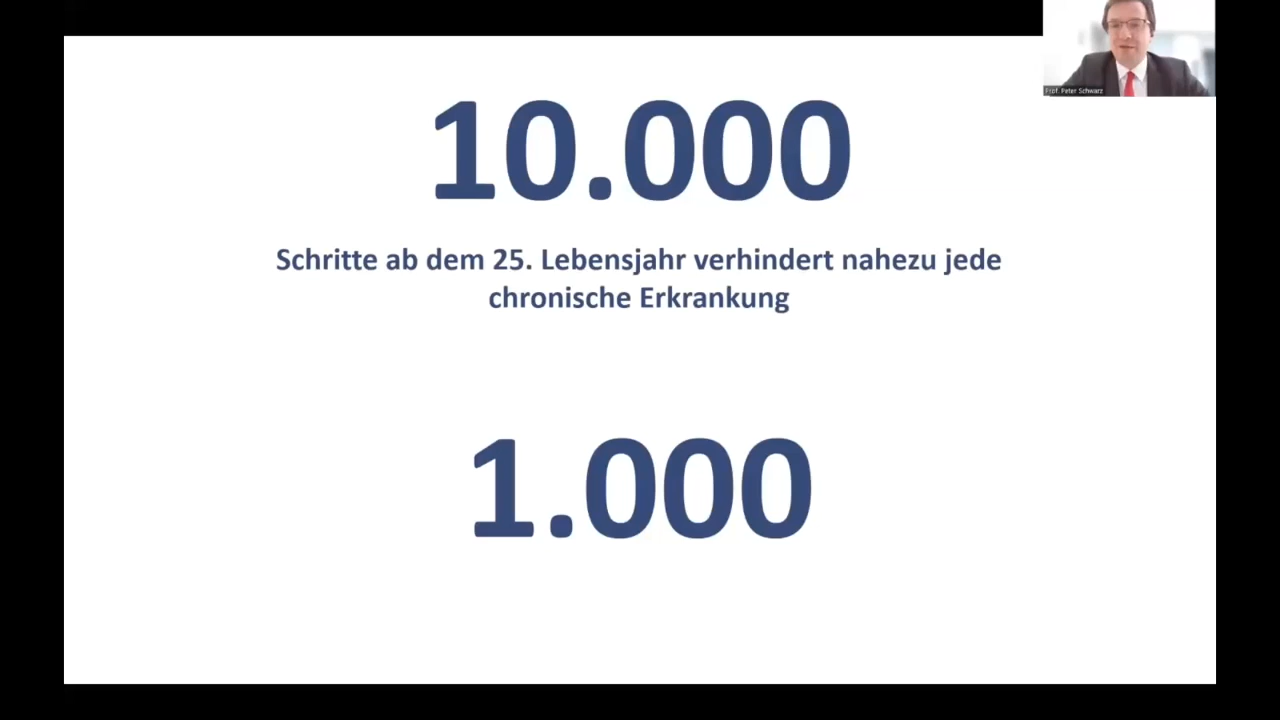 Prof. Peter Schwarz
10.000
Schritte ab dem 25. Lebensjahr verhindert nahezu jede
chronische Erkrankung
1.000